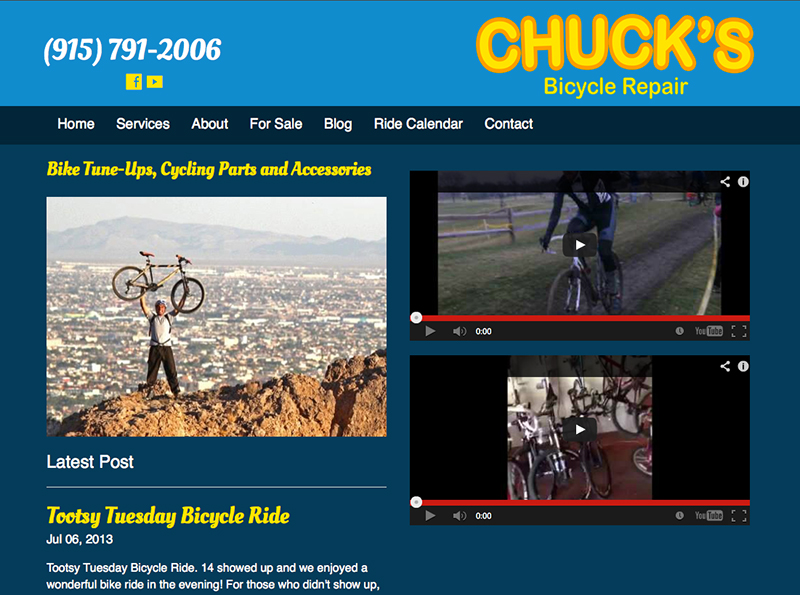 (915) 791-2006
CHUCK'S
Bicycle Repair
Home Services About For Sale Blog Ride Calendar Contact
Bike Tune-Ups, Cycling Parts and Accessories
0:00 YouTube
0:00 YouTube
Latest Post
Tootsy Tuesday Bicycle Ride
Jul 06, 2013
Tootsy Tuesday Bicycle Ride. 14 showed up and we enjoyed a
wonderful bike ride in the evening! For those who didn't show up,